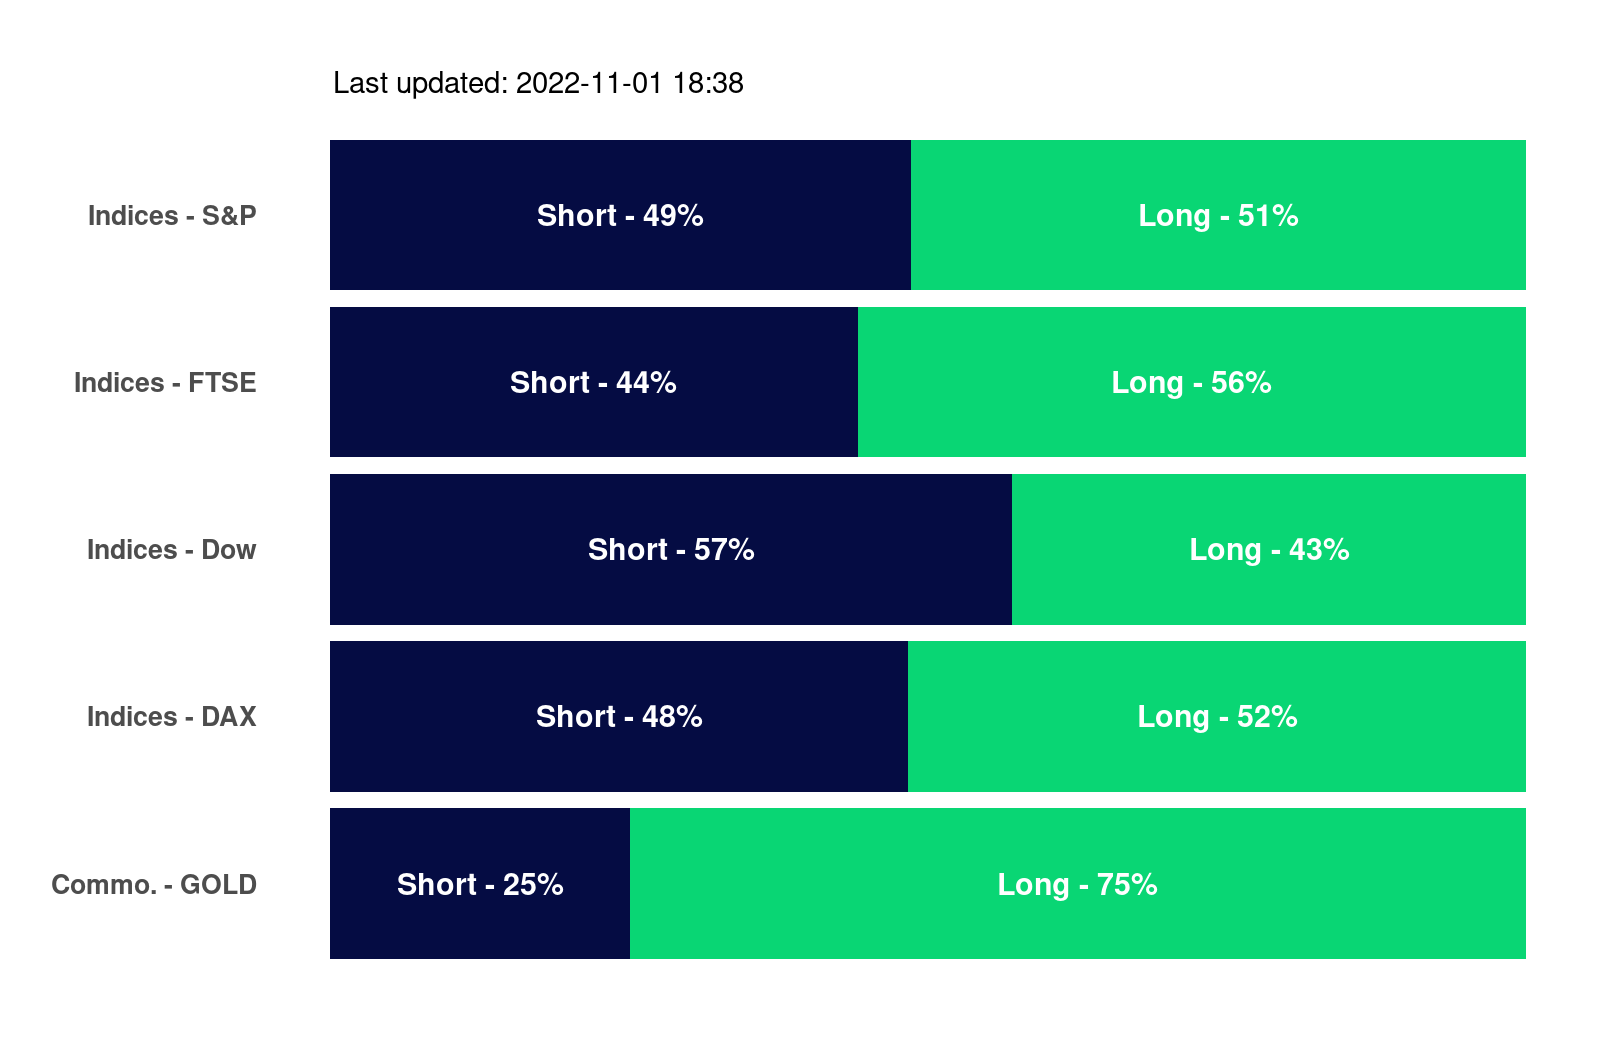 Last updated: 2022-11-01 18:38
Indices - S&P Short - 49% Long - 51%
Indices - FTSE Short - 44% Long - 56%
Indices - Dow Short - 57% Long - 43%
Indices - DAX Short - 48% Long - 52%
Commo. - GOLD Short - 25% Long - 75%